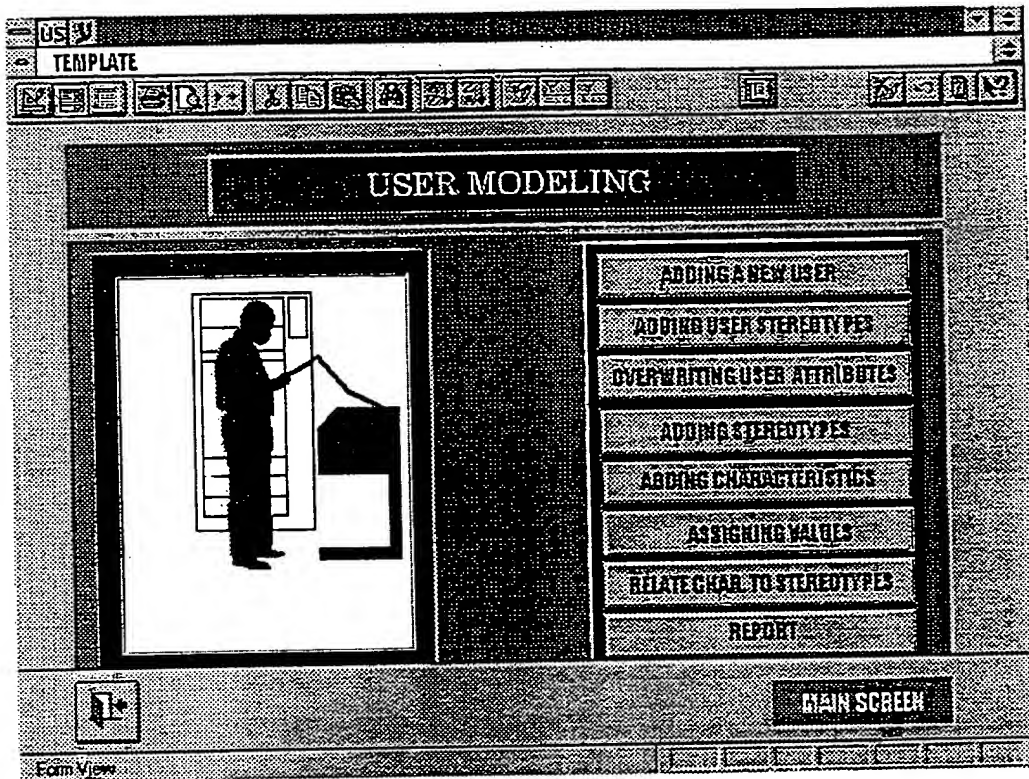 US
TEMPLATE
USER MODELING
ADDING A NEW USER
ADDING USER STEREOTYPES
OVERWRITING USER ATTRIBUTES
ADDING STEREOTYPES
ADDING CHARACTERISTICS
ASSIGNING VALUES
RELATE CHAR. TO STEREOTYPES
REPORT
MAIN SCREEN
Form View